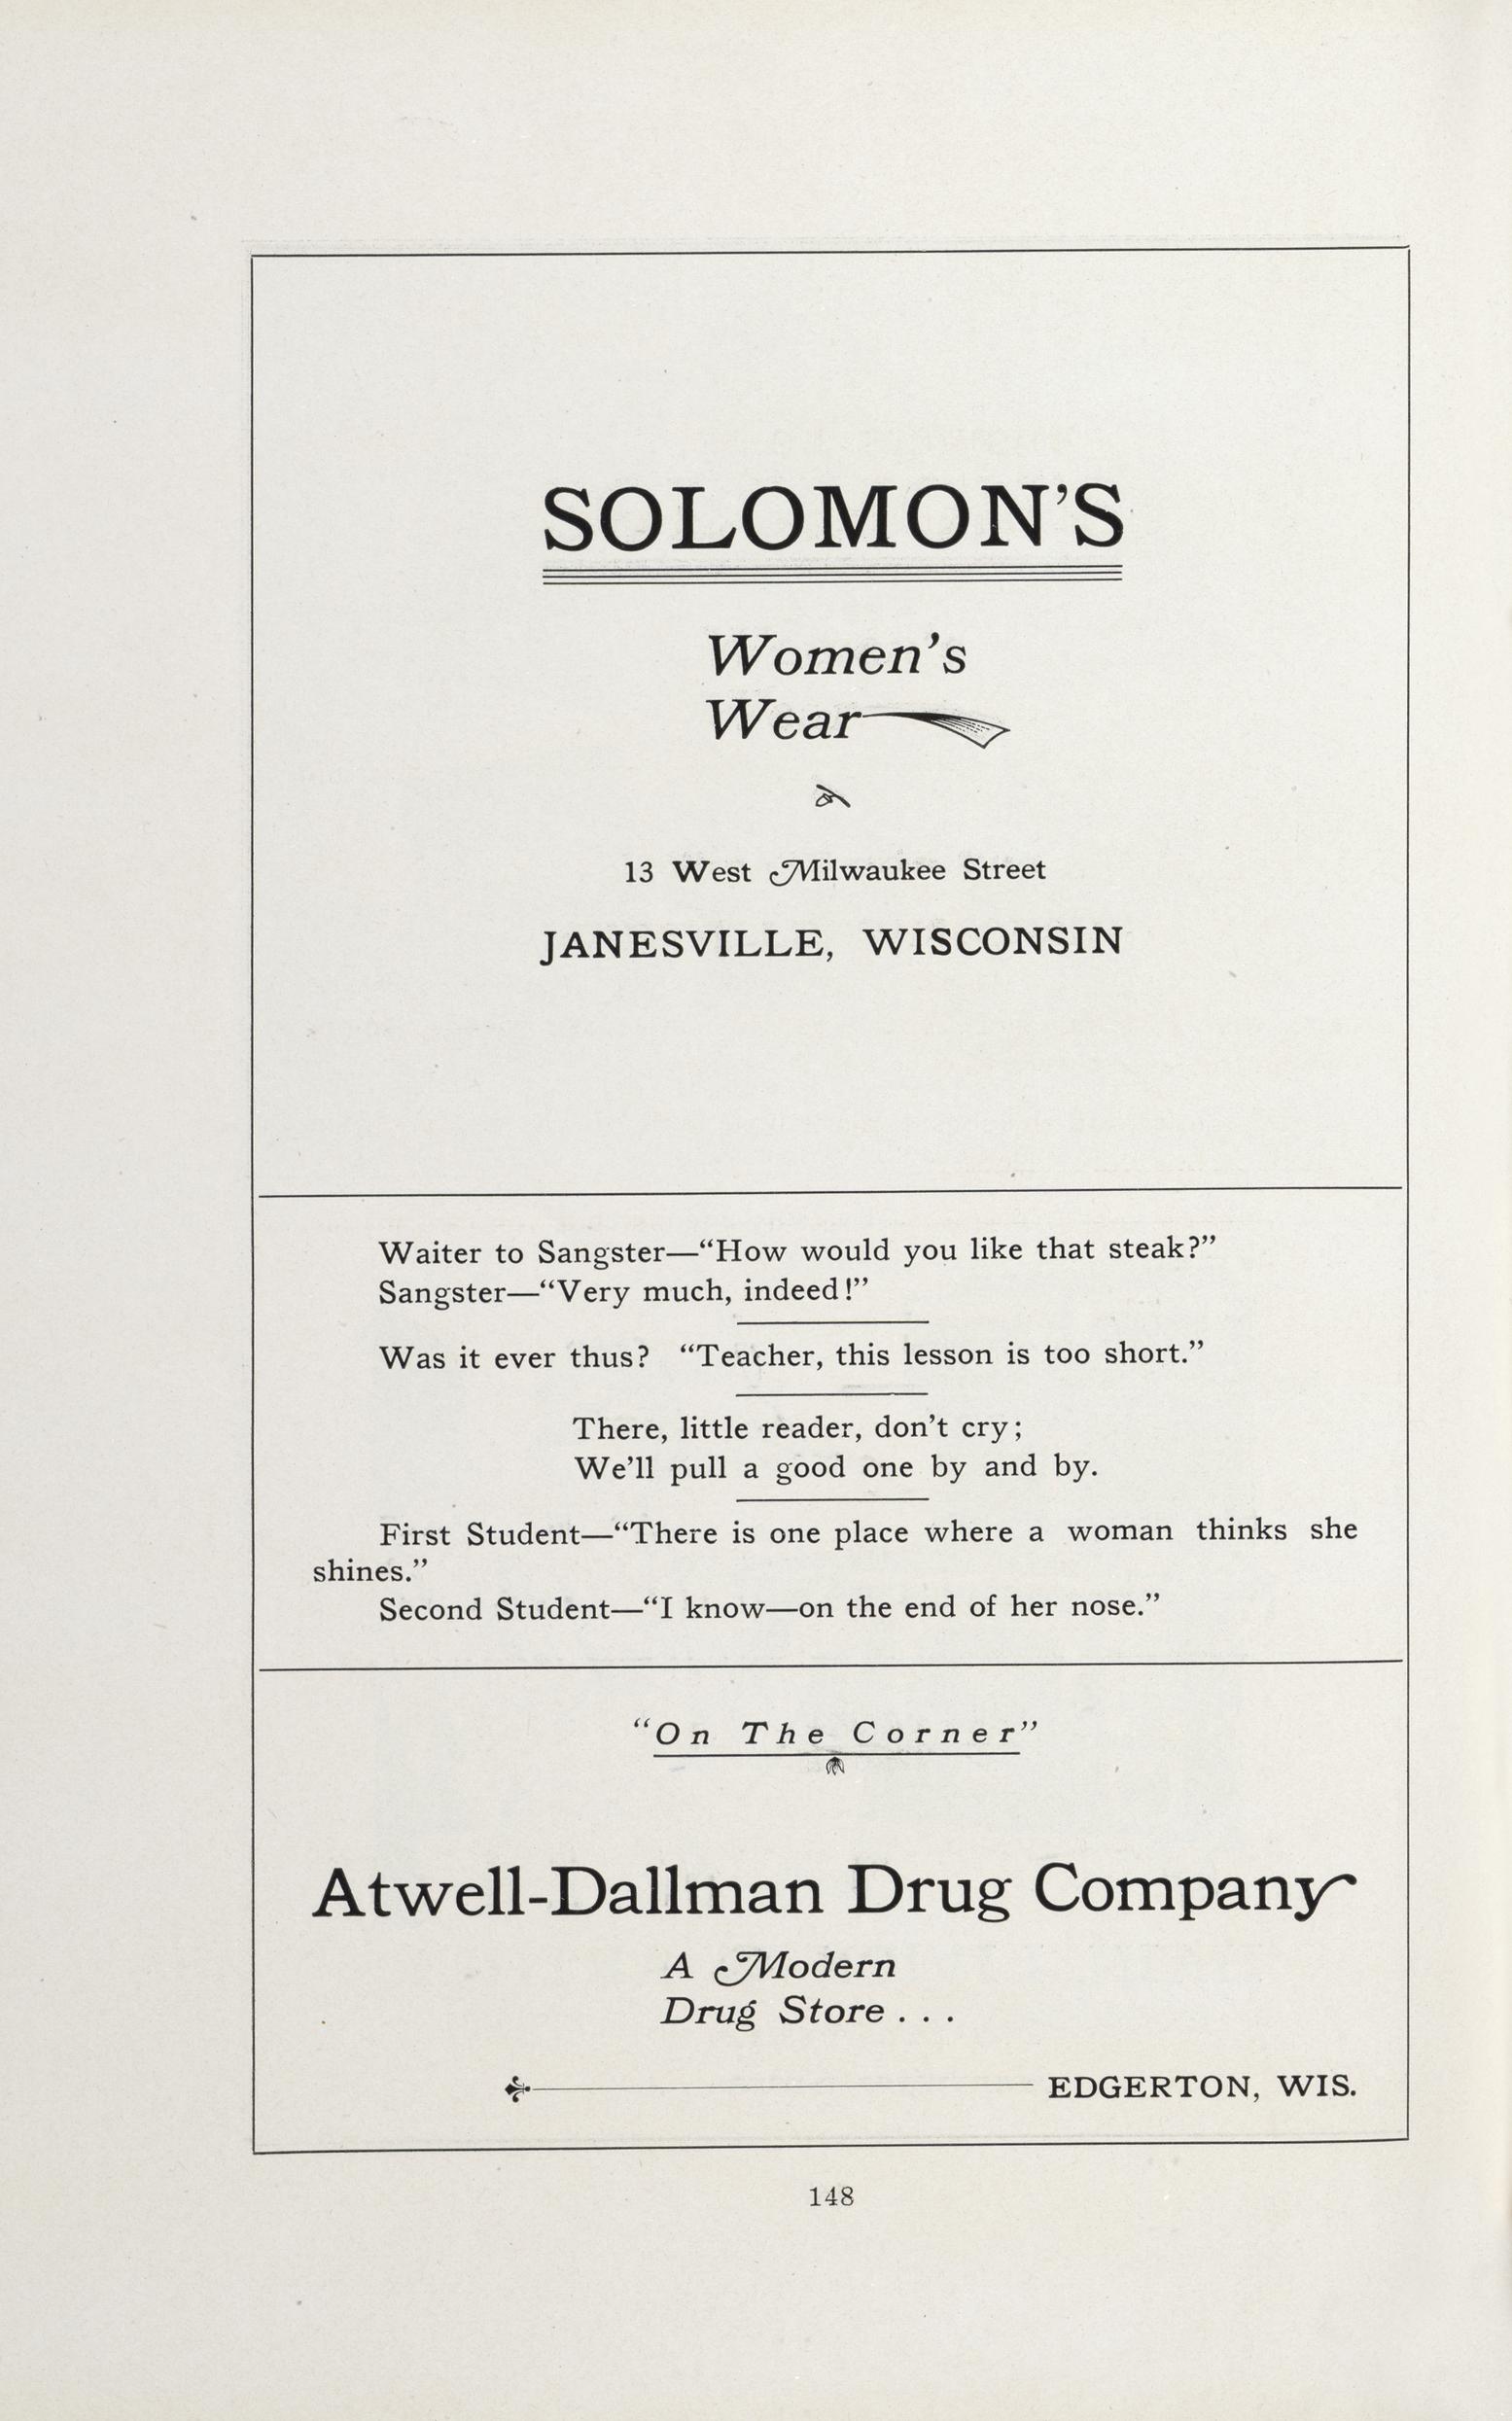 SOLOMON'S
Women's
Wear
13 West Milwaukee Street
JANESVILLE, WISCONSIN
Waiter to Sangster—“How would you like that steak?”
Sangster—“Very much, indeed!”
Was it ever thus? “Teacher, this lesson is too short.”
There, little reader, don’t cry;
We’ll pull a good one by and by.
First Student—“There is one place where a woman thinks she
shines.”
Second Student—“I know—on the end of her nose.”
“On The Corner”
Atwell-Dallman Drug Company
A Modern
Drug Store . . .
EDGERTON, WIS.
148